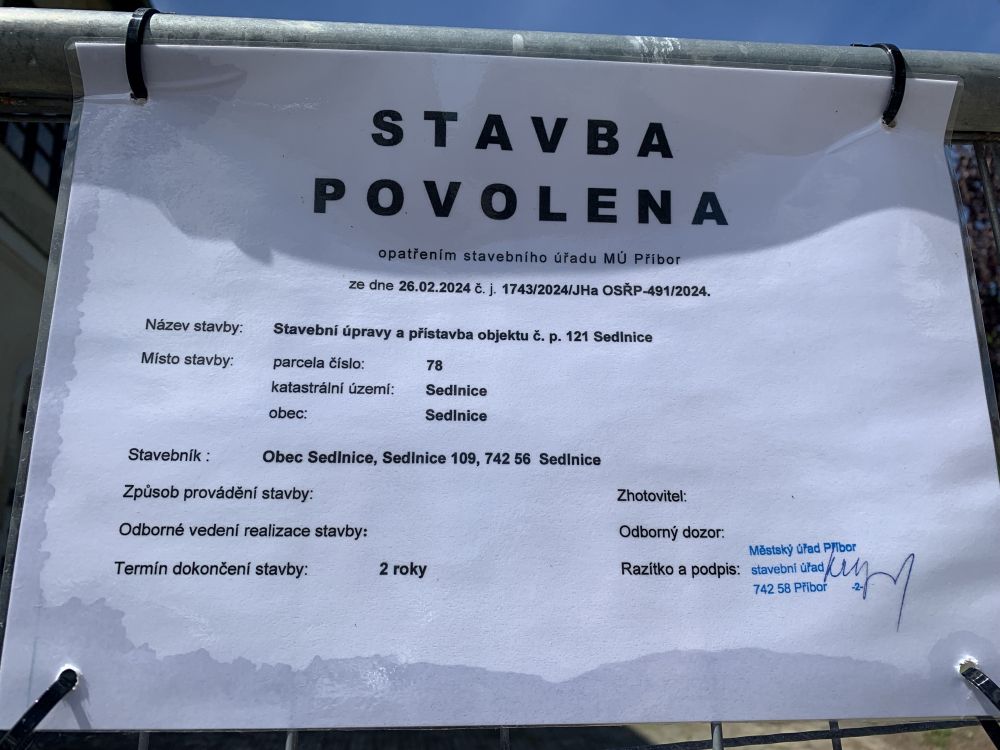 STAVBA
POVOLENA
opatřením stavebního úřadu MÚ Příbor
ze dne 26.02.2024 č. j. 1743/2024/JHa OSŘP-491/2024.
Název stavby: Stavební úpravy a přístavba objektu č. p. 121 Sedlnice
Místo stavby: parcela číslo: 78
katastrální území: Sedlnice
obec: Sedlnice
Stavebník : Obec Sedlnice, Sedlnice 109, 742 56 Sedlnice
Způsob provádění stavby: Zhotovitel:
Odborné vedení realizace stavby: Odborný dozor:
Termín dokončení stavby: 2 roky Razítko a podpis:
Městský úřad Příbor
stavební úřad
742 58 Příbor -2-